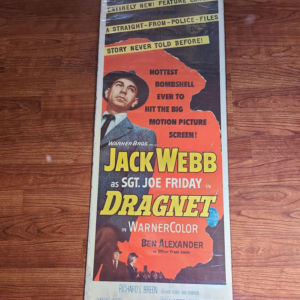 ENTIRELY NEW! FEATURE
A STRAIGHT-FROM-POLICE-FILES
STORY NEVER TOLD BEFORE!
HOTTEST
BOMBSHELL
EVER TO
HIT THE BIG
MOTION PICTURE
SCREEN!
WARNER BROS.
JACK WEBB
AS SGT. JOE FRIDAY IN
DRAGNET
IN WARNERCOLOR
BEN ALEXANDER
RICHARD L. BREEN